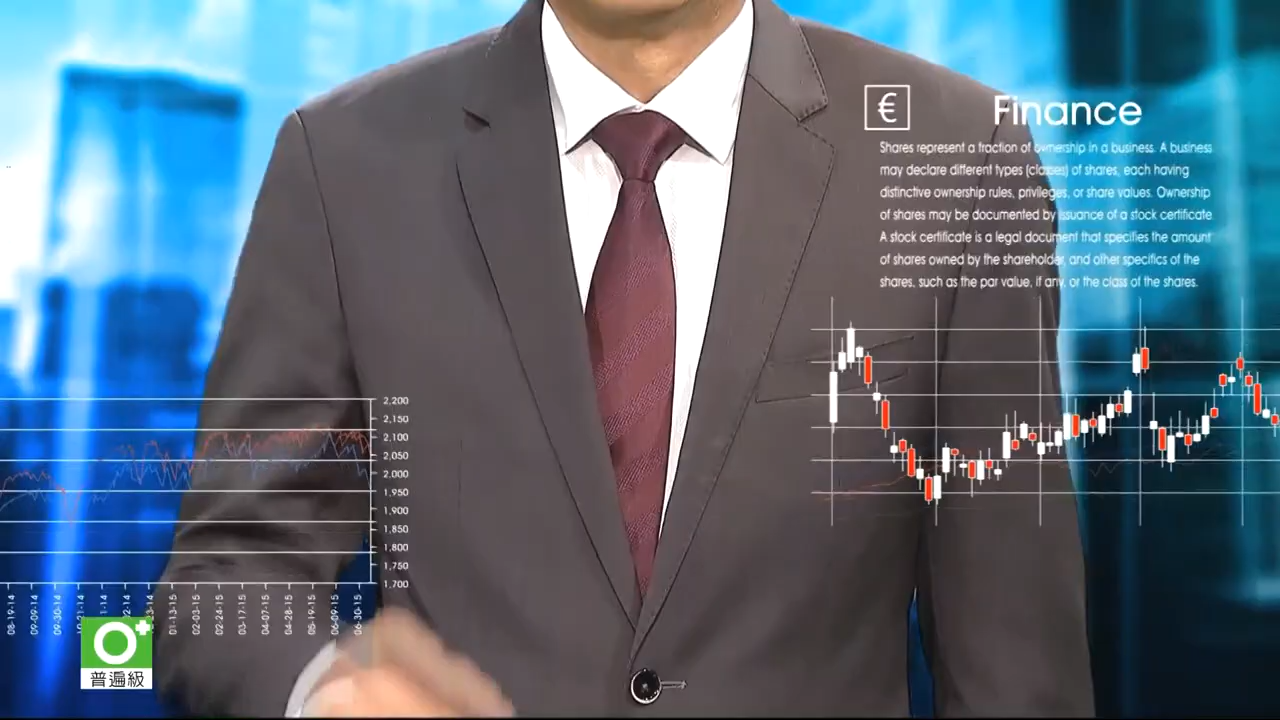 € Finance
Shares represent a fraction of ownership in a business. A business
may declare different types (classes) of shares, each having
distinctive ownership rules, privileges, or share values. Ownership
of shares may be documented by issuance of a stock certificate.
A stock certificate is a legal document that specifies the amount
of shares owned by the shareholder, and other specifics of the
shares, such as the par value, if any, or the class of the shares.
2,200
2,150
2,100
2,050
2,000
1,950
1,900
1,850
1,800
1,750
1,700
08-19-14
09-09-14
09-30-14
01-13-15
02-03-15
02-24-15
03-17-15
04-07-15
04-28-15
05-19-15
06-09-15
06-30-15
0+
普遍級